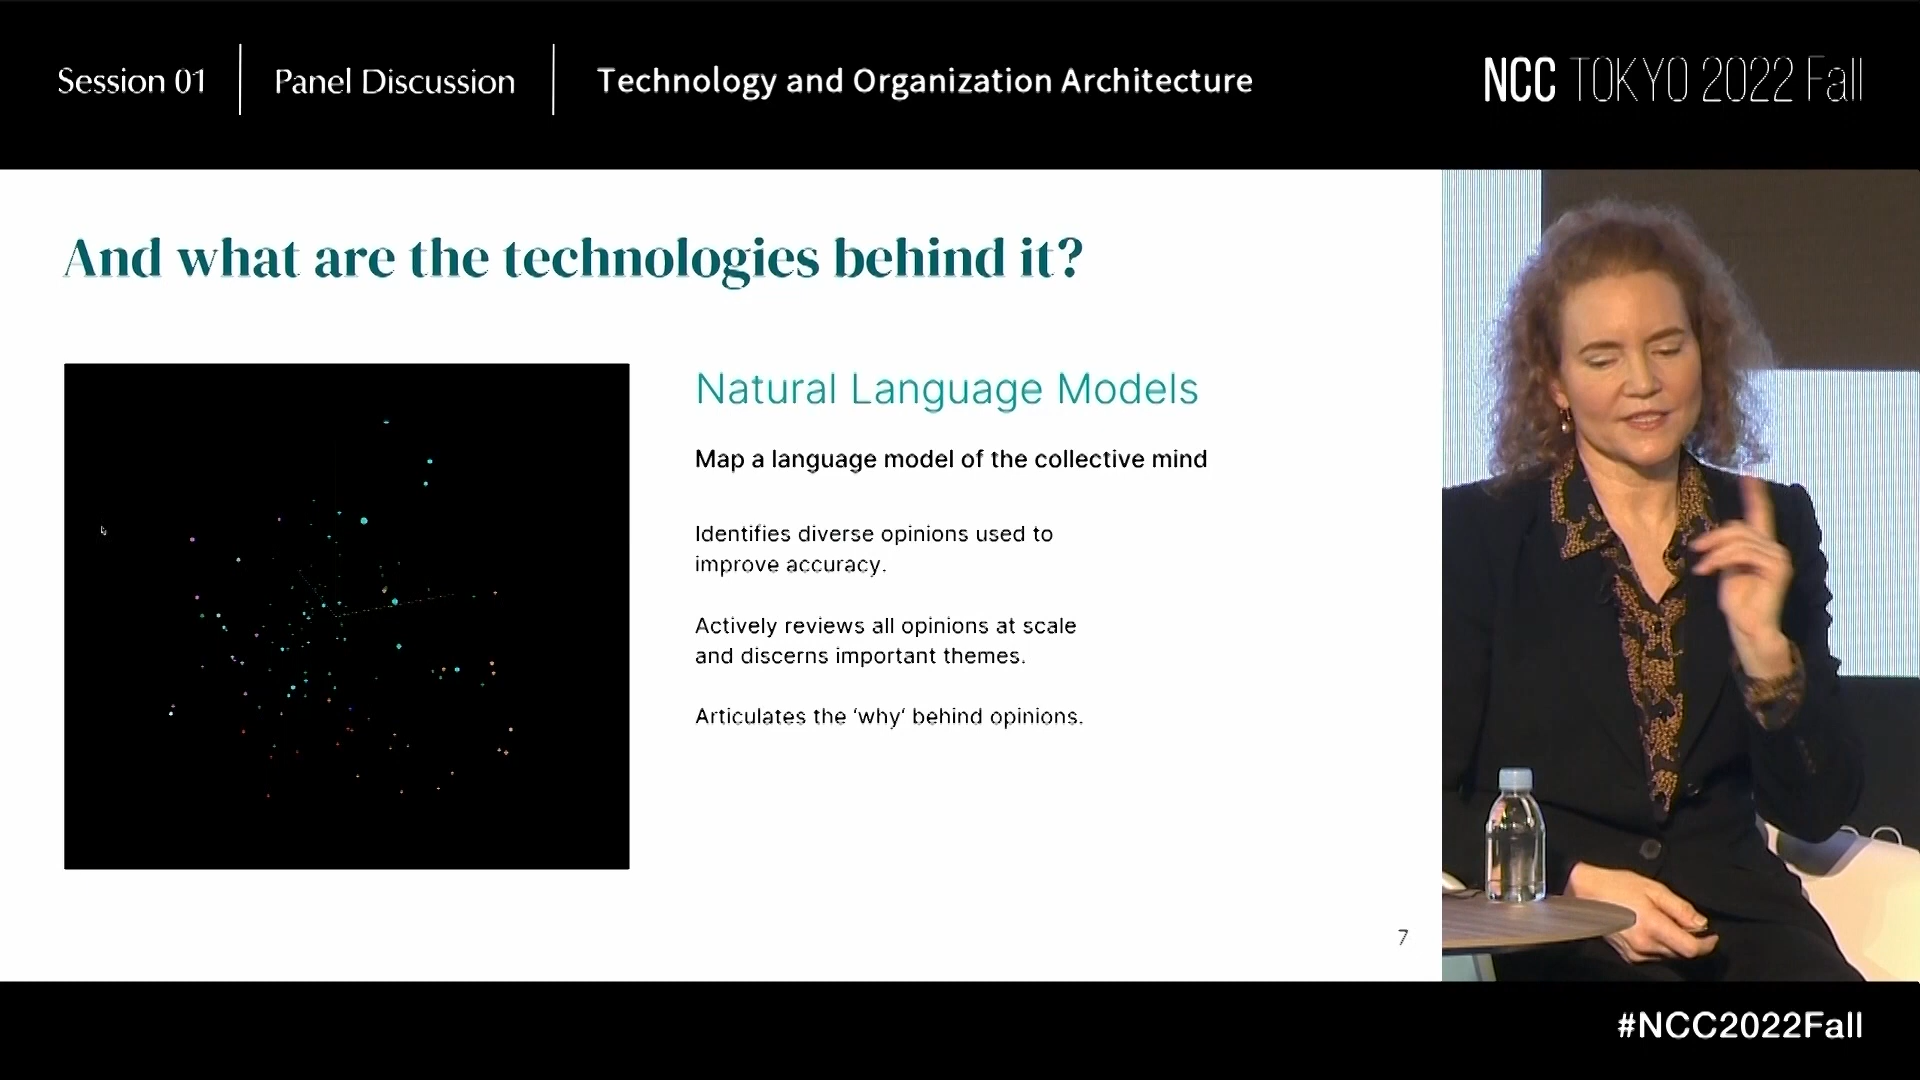 Session 01
Panel Discussion
Technology and Organization Architecture
NCC TOKYO 2022 Fall
And what are the technologies behind it?
Natural Language Models
Map a language model of the collective mind
Identifies diverse opinions used to
improve accuracy.
Actively reviews all opinions at scale
and discerns important themes.
Articulates the ‘why‘ behind opinions.
7
#NCC2022Fall